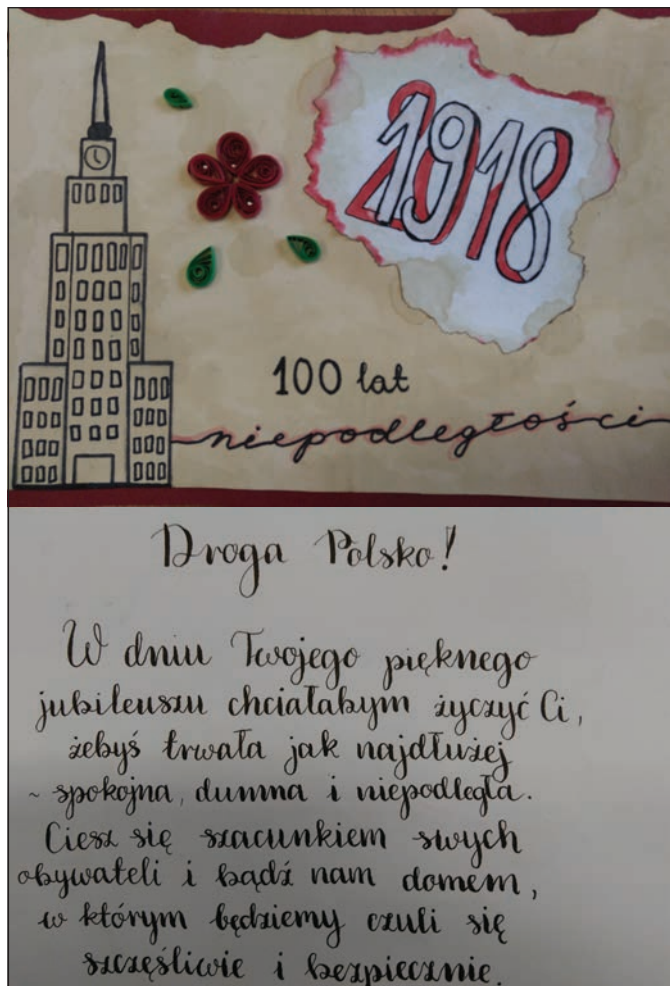 1918
100 lat
niepodległości
Droga Polsko!
W dniu Twojego pięknego
jubileuszu chciałabym życzyć Ci,
żebyś trwała jak najdłużej
~ spokojna, dumna i niepodległa.
Ciesz się szacunkiem swych
obywateli i bądź nam domem,
w którym będziemy czuli się
szczęśliwie i bezpiecznie.